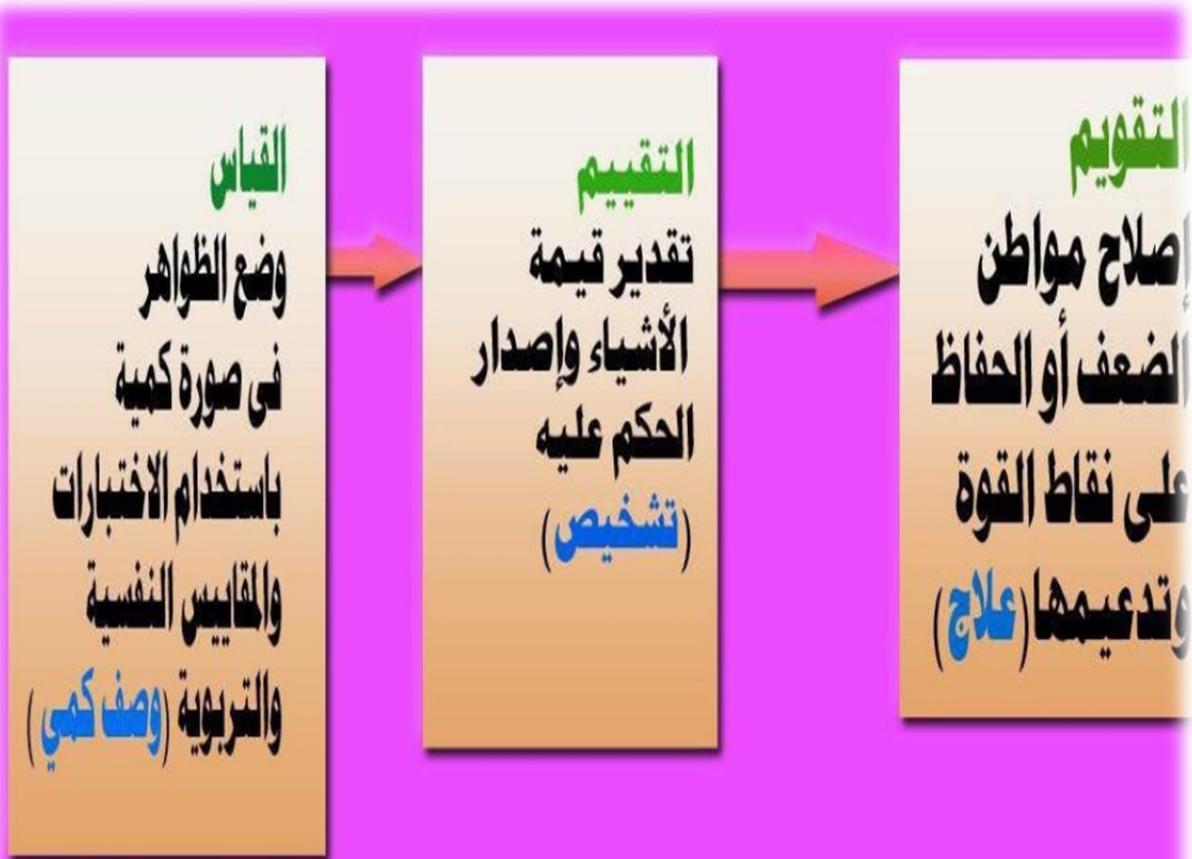 القياس
وضع الظواهر
فى صورة كمية
باستخدام الاختبارات
والمقاييس النفسية
والتربوية (وصف كمي)
التقييم
تقدير قيمة
الأشياء وإصدار
الحكم عليه
(تشخيص)
التقويم
إصلاح مواطن
الضعف أو الحفاظ
على نقاط القوة
وتدعيمها (علاج)